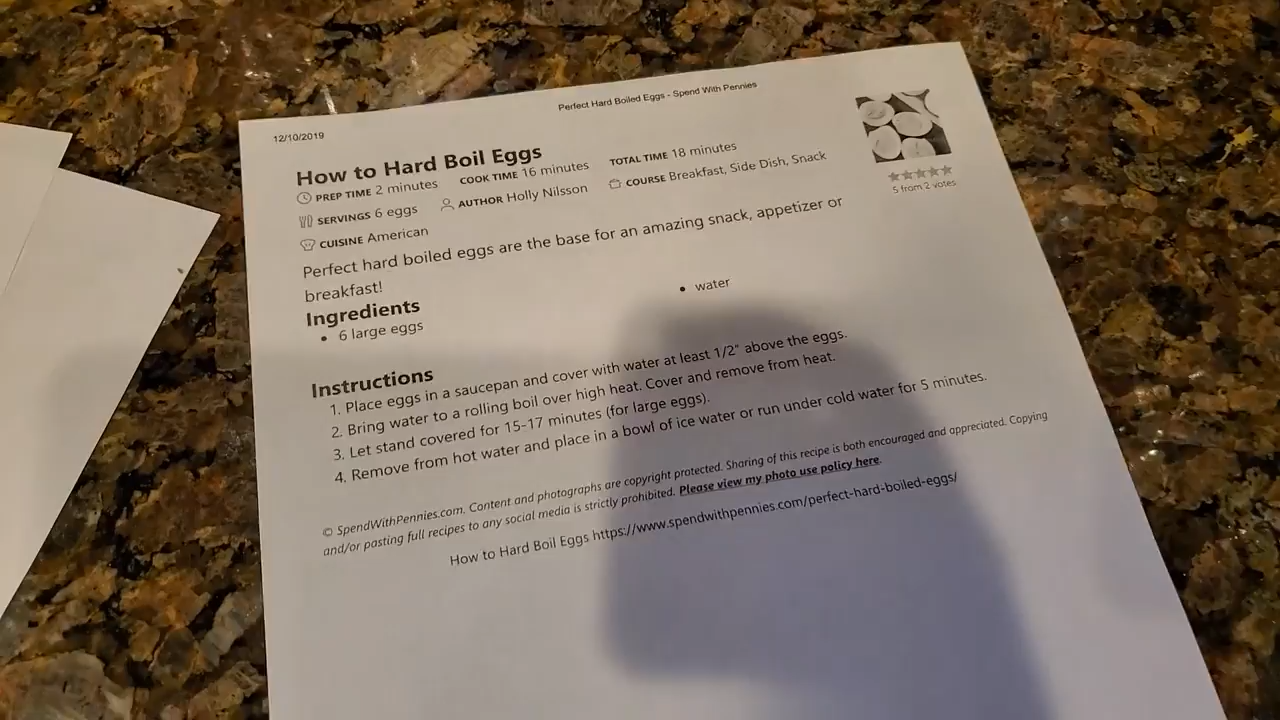 Perfect Hard Boiled Eggs - Spend With Pennies
12/10/2019
How to Hard Boil Eggs
PREP TIME 2 minutes COOK TIME 16 minutes TOTAL TIME 18 minutes
SERVINGS 6 eggs AUTHOR Holly Nilsson COURSE Breakfast, Side Dish, Snack
CUISINE American
5 from 2 votes
Perfect hard boiled eggs are the base for an amazing snack, appetizer or
breakfast!
Ingredients
• 6 large eggs
• water
Instructions
1. Place eggs in a saucepan and cover with water at least 1/2" above the eggs.
2. Bring water to a rolling boil over high heat. Cover and remove from heat.
3. Let stand covered for 15-17 minutes (for large eggs).
4. Remove from hot water and place in a bowl of ice water or run under cold water for 5 minutes.
© SpendWithPennies.com. Content and photographs are copyright protected. Sharing of this recipe is both encouraged and appreciated. Copying
and/or pasting full recipes to any social media is strictly prohibited. Please view my photo use policy here.
How to Hard Boil Eggs https://www.spendwithpennies.com/perfect-hard-boiled-eggs/